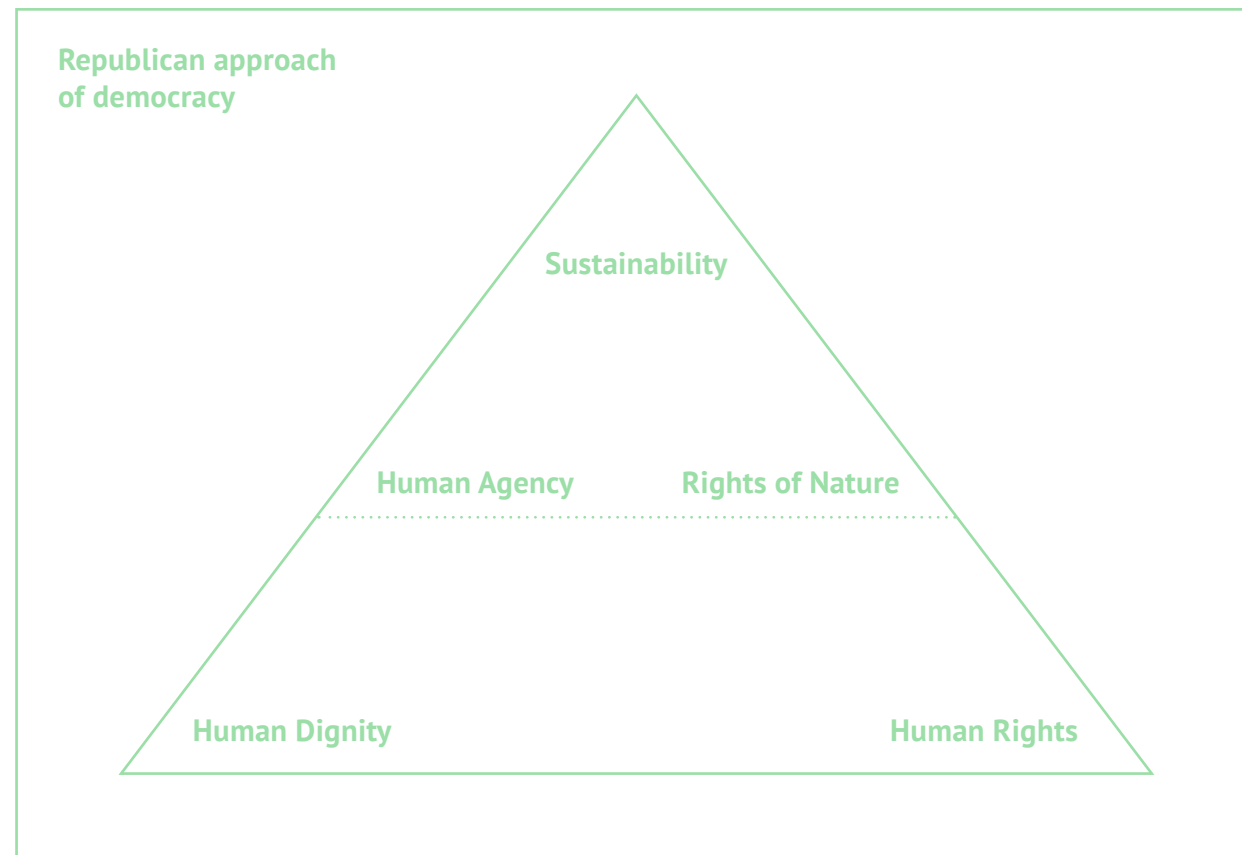 Republican approach
of democracy
Sustainability
Human Agency Rights of Nature
Human Dignity Human Rights